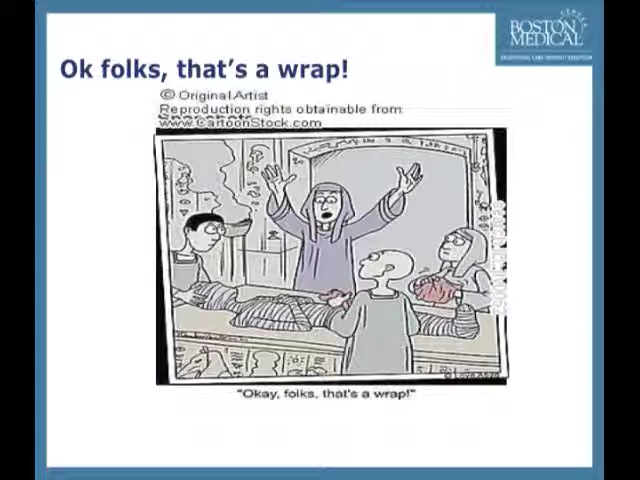 BOSTON
MEDICAL
CENTER
Ok folks, that's a wrap!
© Original Artist
Reproduction rights obtainable from
www.CartoonStock.com
"Okay, folks, that's a wrap!"